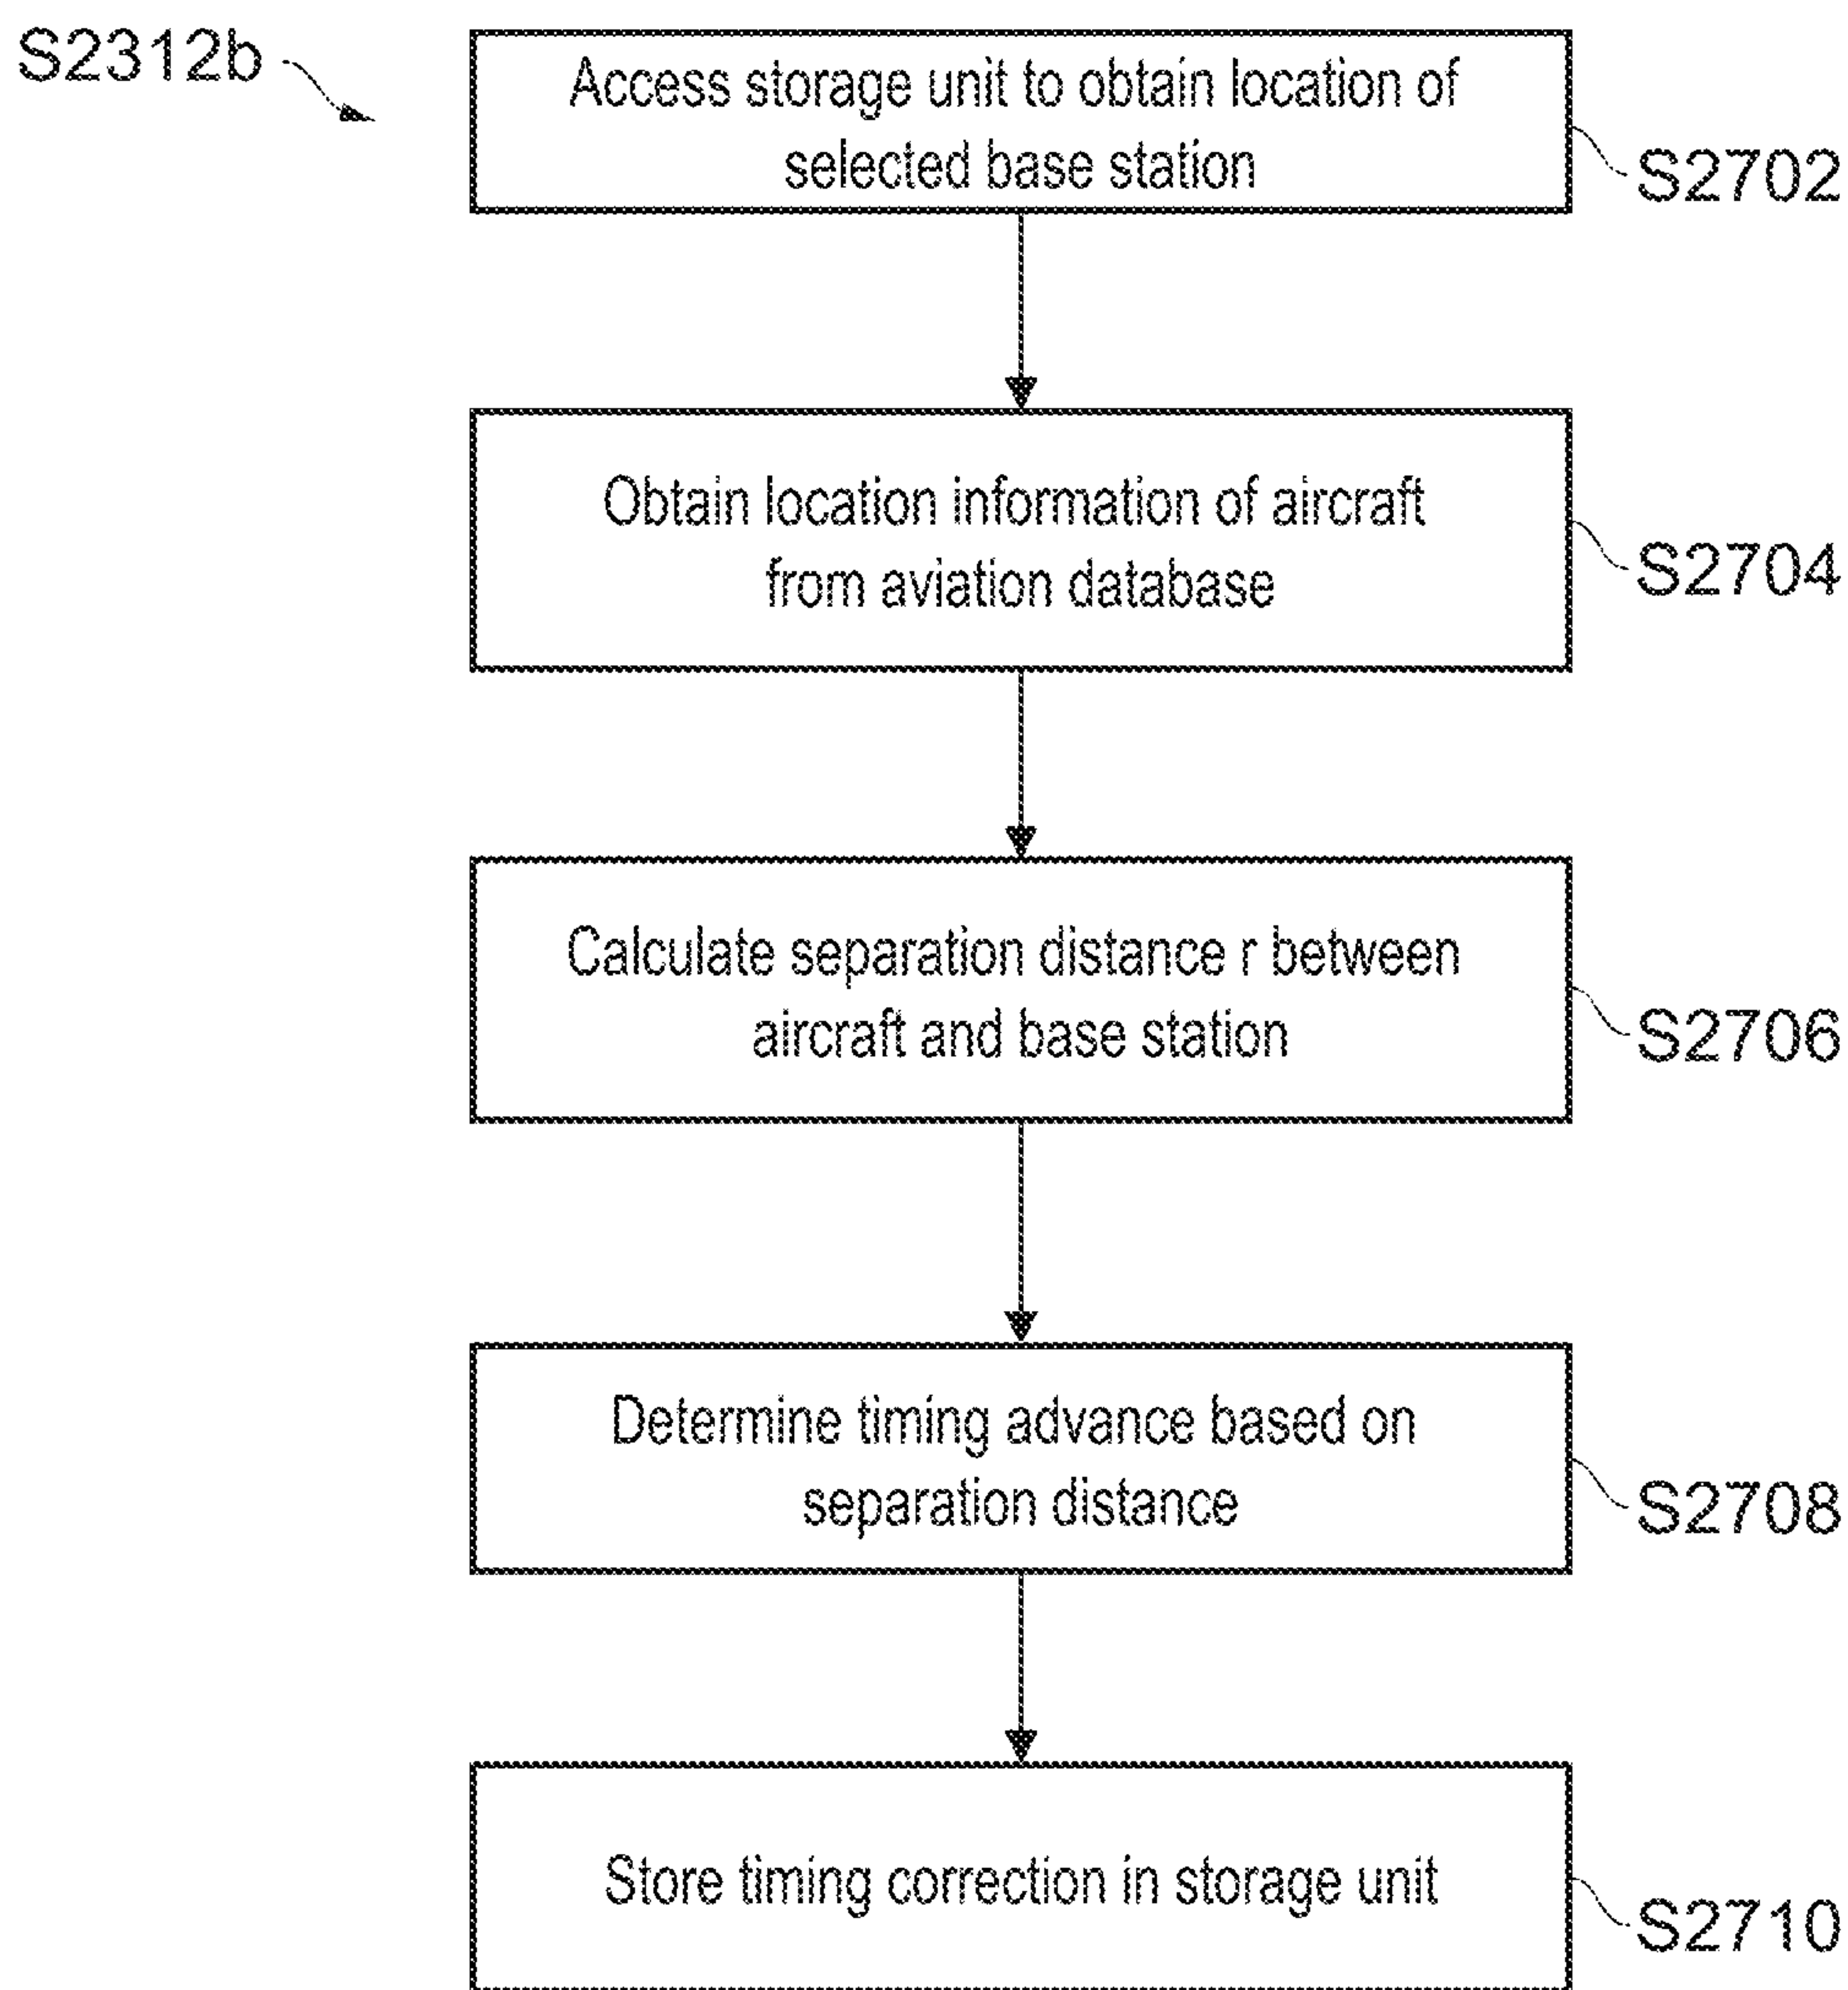 S2312b
Access storage unit to obtain location of
selected base station
S2702
Obtain location information of aircraft
from aviation database
S2704
Calculate separation distance r between
aircraft and base station
S2706
Determine timing advance based on
separation distance
S2708
Store timing correction in storage unit
S2710